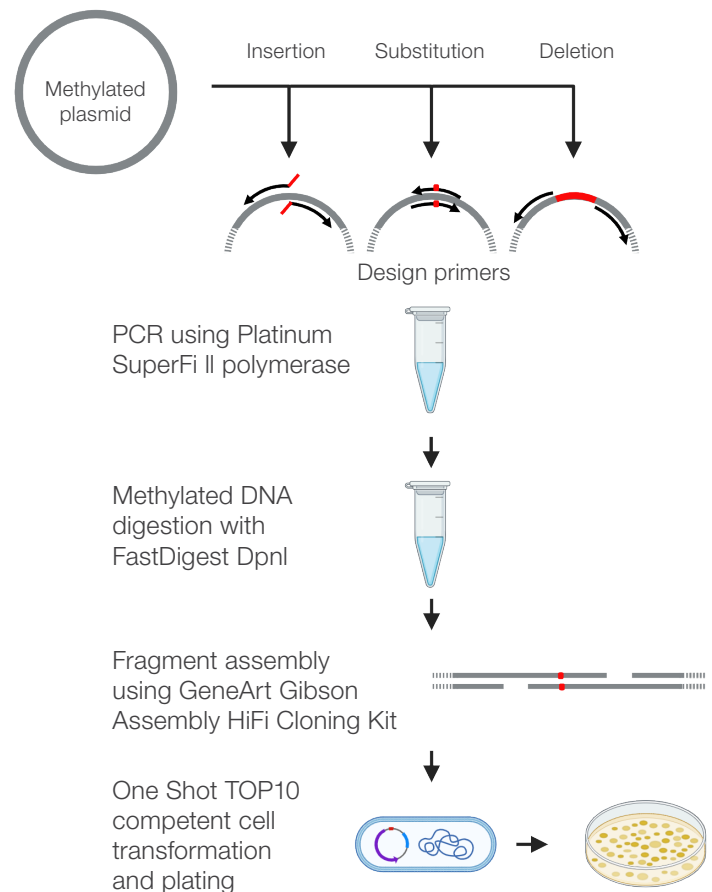 Methylated
plasmid
Insertion
Substitution
Deletion
Design primers
PCR using Platinum
SuperFi II polymerase
Methylated DNA
digestion with
FastDigest DpnI
Fragment assembly
using GeneArt Gibson
Assembly HiFi Cloning Kit
One Shot TOP10
competent cell
transformation
and plating